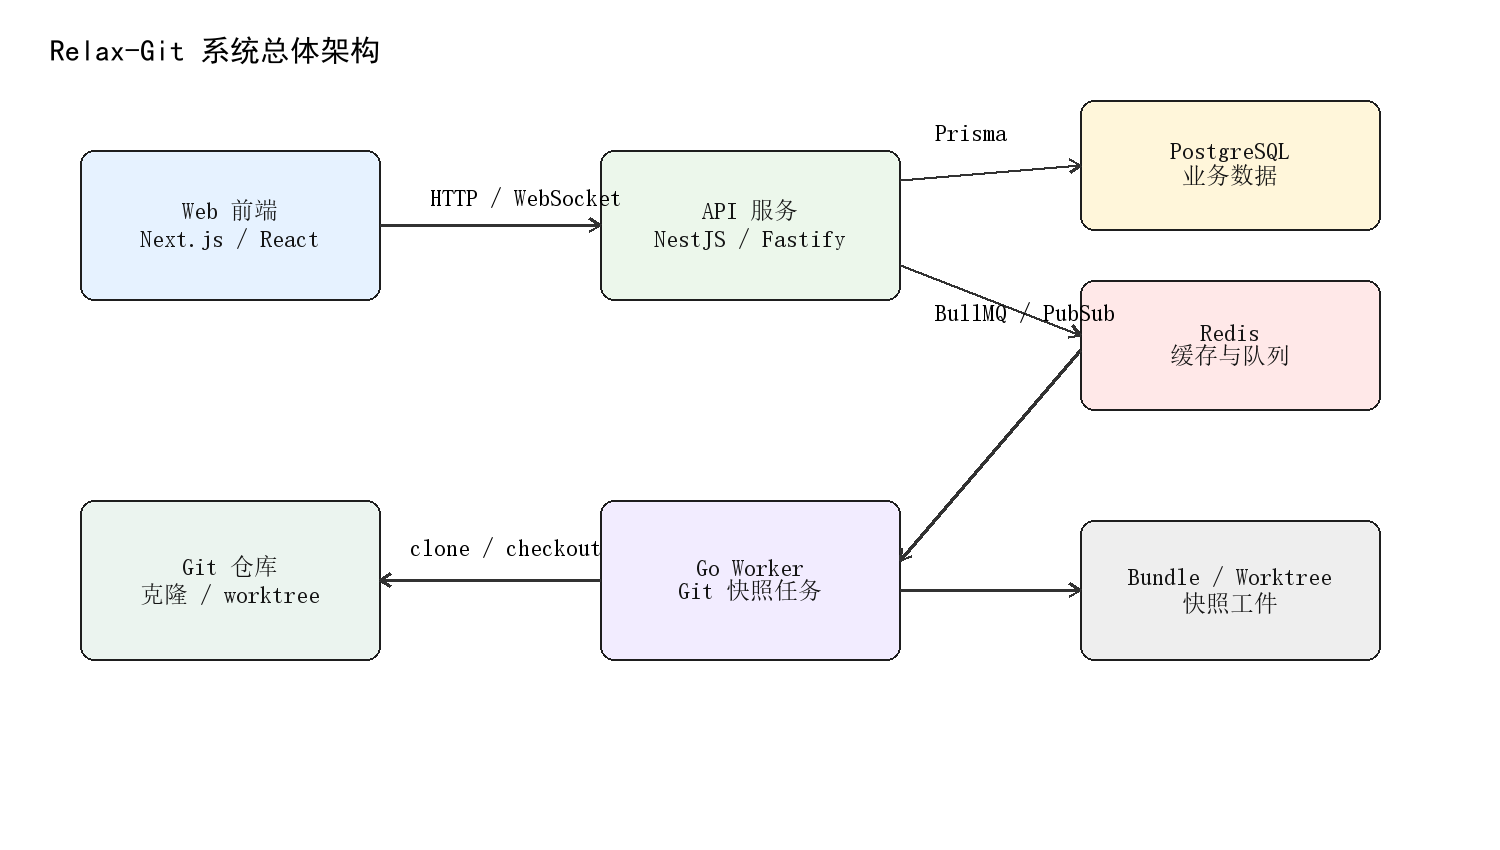 Relax-Git 系统总体架构
Prisma
PostgreSQL
业务数据
HTTP / WebSocket
Web 前端
Next.js / React
API 服务
NestJS / Fastify
BullMQ / PubSub
Redis
缓存与队列
clone / checkout
Git 仓库
克隆 / worktree
Go Worker
Git 快照任务
Bundle / Worktree
快照工件